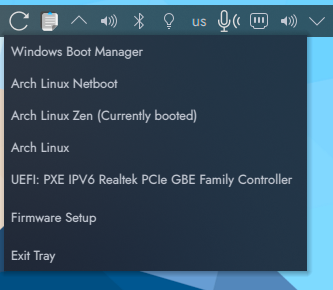 us
Windows Boot Manager
Arch Linux Netboot
Arch Linux Zen (Currently booted)
Arch Linux
UEFI: PXE IPV6 Realtek PCIe GBE Family Controller
Firmware Setup
Exit Tray